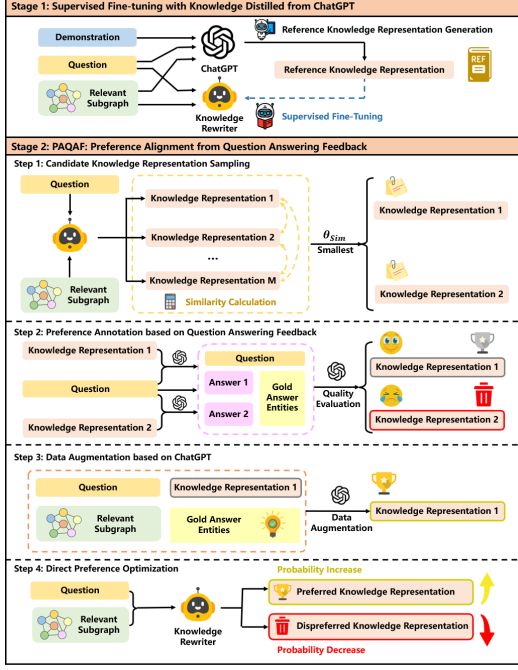 Stage 1: Supervised Fine-tuning with Knowledge Distilled from ChatGPT
Demonstration
Question
Relevant
Subgraph
ChatGPT
Knowledge
Rewriter
Reference Knowledge Representation Generation
Reference Knowledge Representation
REF
Supervised Fine-Tuning
Stage 2: PAQAF: Preference Alignment from Question Answering Feedback
Step 1: Candidate Knowledge Representation Sampling
Question
Relevant
Subgraph
Knowledge Representation 1
Knowledge Representation 2
...
Knowledge Representation M
Similarity Calculation
θSim
Smallest
Knowledge Representation 1
Knowledge Representation 2
Step 2: Preference Annotation based on Question Answering Feedback
Knowledge Representation 1
Question
Knowledge Representation 2
Question
Answer 1
Answer 2
Gold
Answer
Entities
Quality
Evaluation
Knowledge Representation 1
Knowledge Representation 2
Step 3: Data Augmentation based on ChatGPT
Question
Knowledge Representation 1
Relevant
Subgraph
Gold Answer
Entities
Data
Augmentation
Knowledge Representation 1
Step 4: Direct Preference Optimization
Question
Relevant
Subgraph
Knowledge
Rewriter
Probability Increase
Preferred Knowledge Representation
Dispreferred Knowledge Representation
Probability Decrease